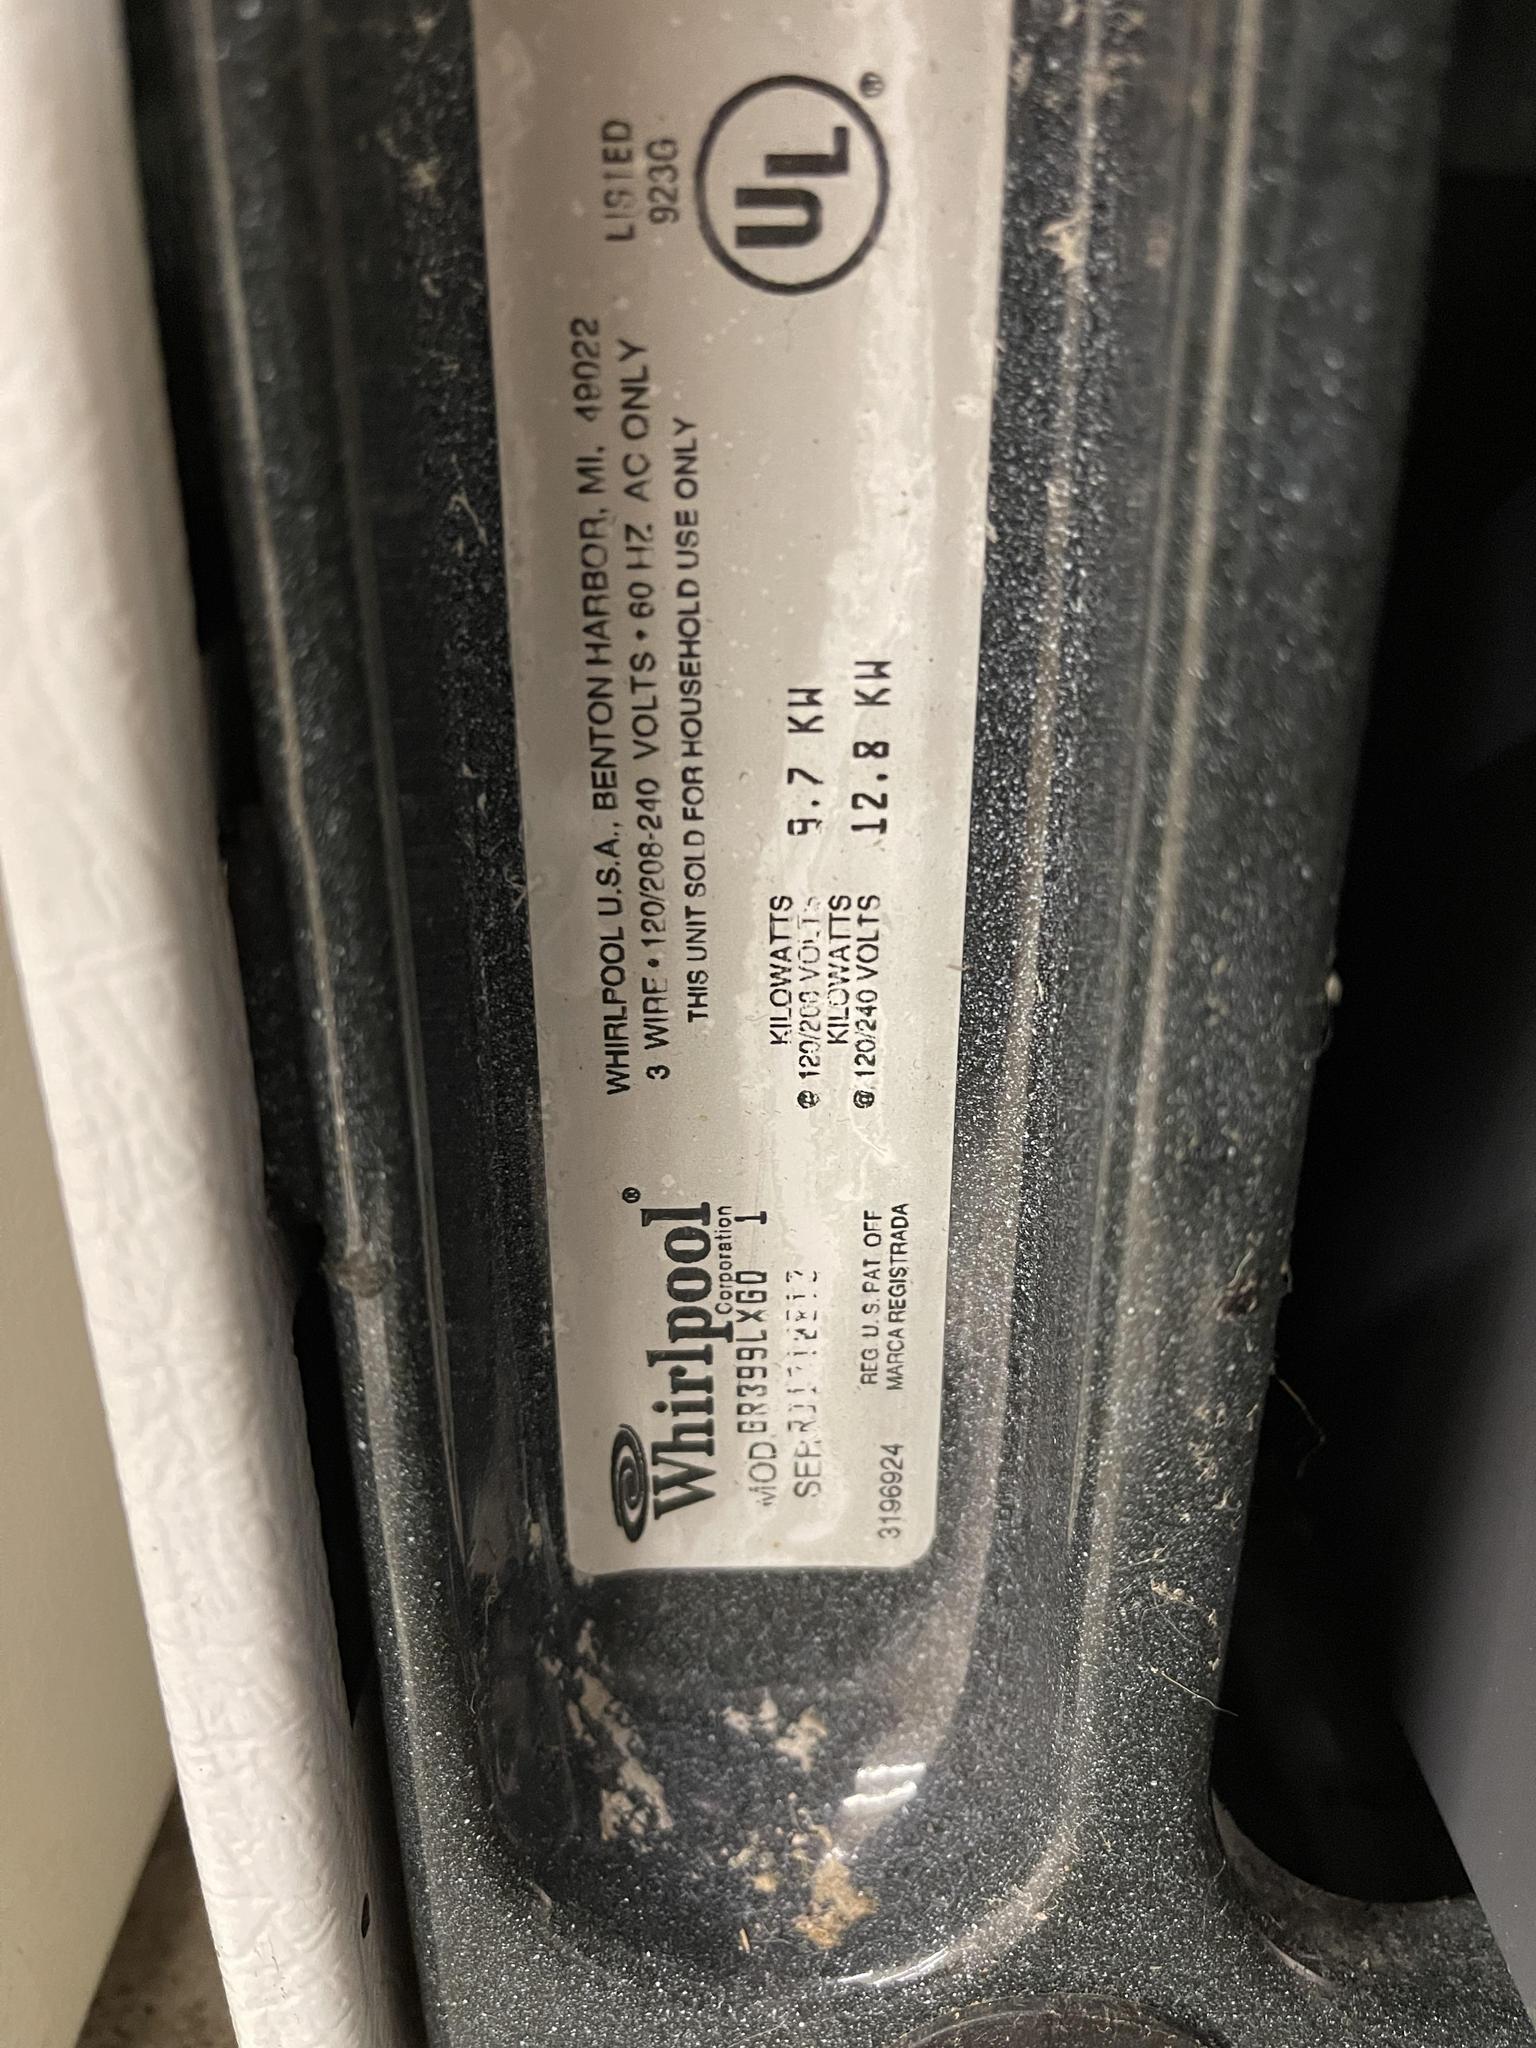 Whirlpool®
Corporation
MOD. GR399LXGQ 1
SER.
REG. U.S. PAT OFF
3196924 MARCA REGISTRADA
WHIRLPOOL U.S.A., BENTON HARBOR, MI. 49022
3 WIRE • 120/208-240 VOLTS • 60 HZ AC ONLY
THIS UNIT SOLD FOR HOUSEHOLD USE ONLY
KILOWATTS
@ 120/208 VOLTS 9.7 KW
KILOWATTS
@ 120/240 VOLTS 12.8 KW
LISTED
923G
UL®